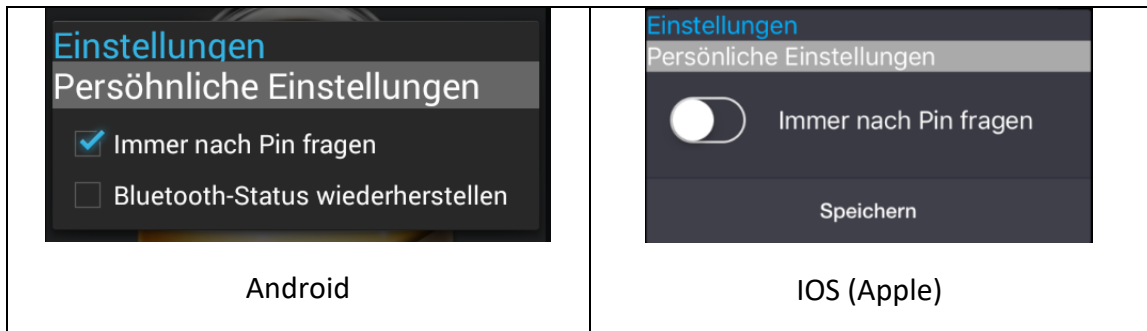 Einstellungen
Persöhnliche Einstellungen
Immer nach Pin fragen
Bluetooth-Status wiederherstellen
Android
Einstellungen
Persönliche Einstellungen
Immer nach Pin fragen
Speichern
IOS (Apple)